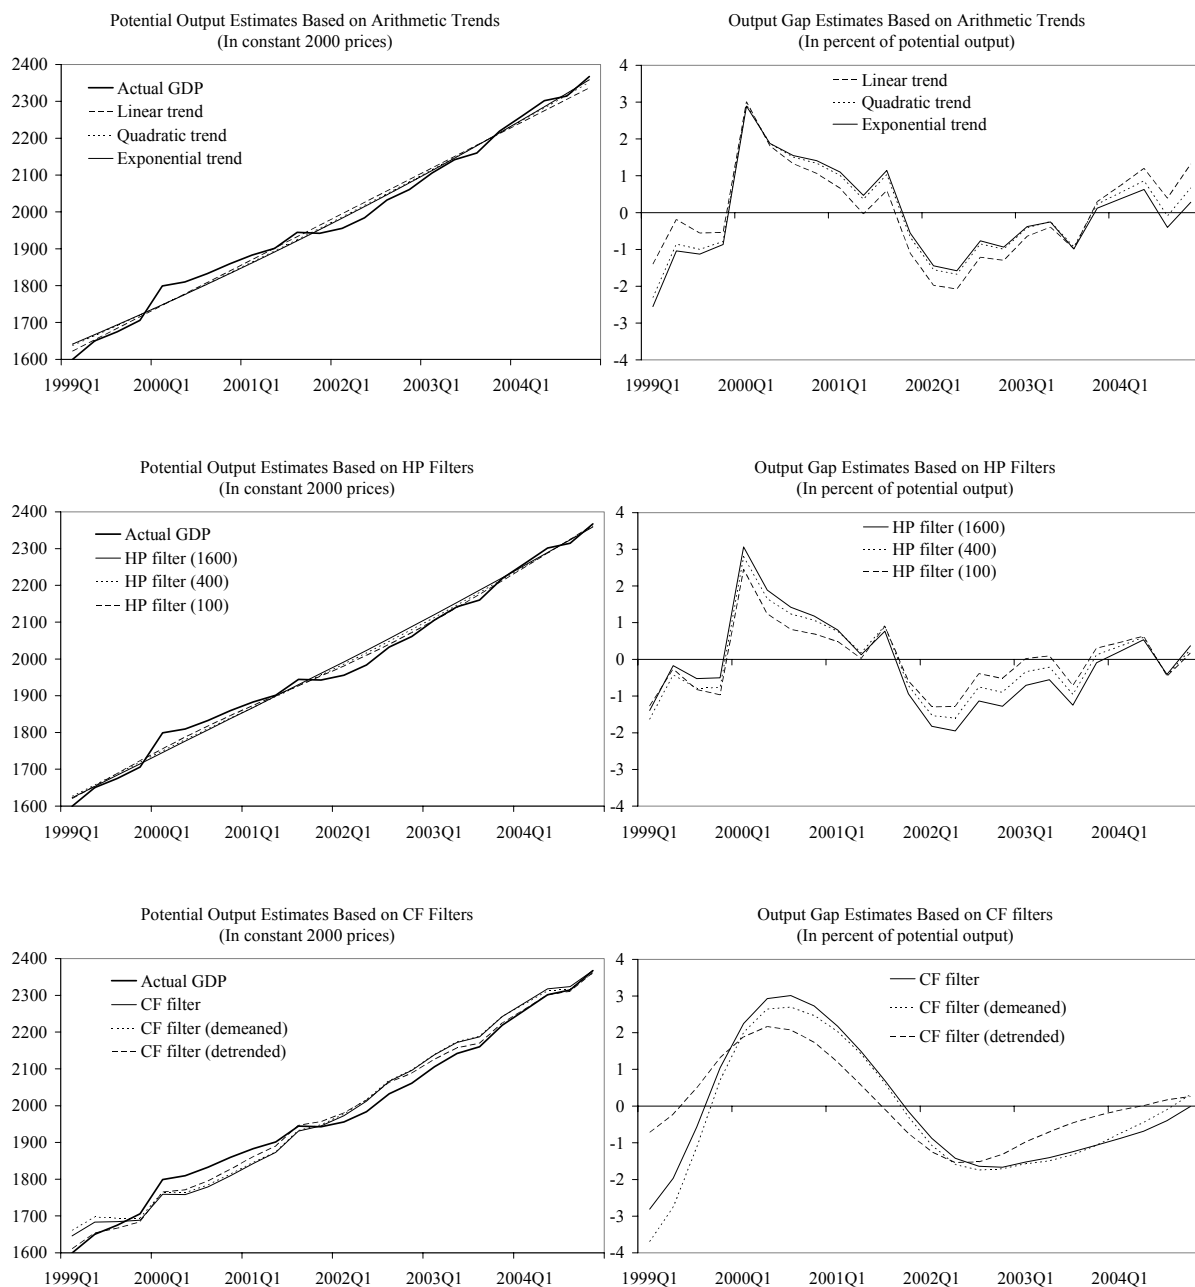 Potential Output Estimates Based on Arithmetic Trends
(In constant 2000 prices)
2400
2300
2200
2100
2000
1900
1800
1700
1600
Actual GDP
Linear trend
Quadratic trend
Exponential trend
1999Q1 2000Q1 2001Q1 2002Q1 2003Q1 2004Q1
Output Gap Estimates Based on Arithmetic Trends
(In percent of potential output)
4
3
2
1
0
-1
-2
-3
-4
Linear trend
Quadratic trend
Exponential trend
1999Q1 2000Q1 2001Q1 2002Q1 2003Q1 2004Q1
Potential Output Estimates Based on HP Filters
(In constant 2000 prices)
2400
2300
2200
2100
2000
1900
1800
1700
1600
Actual GDP
HP filter (1600)
HP filter (400)
HP filter (100)
1999Q1 2000Q1 2001Q1 2002Q1 2003Q1 2004Q1
Output Gap Estimates Based on HP Filters
(In percent of potential output)
4
3
2
1
0
-1
-2
-3
-4
HP filter (1600)
HP filter (400)
HP filter (100)
1999Q1 2000Q1 2001Q1 2002Q1 2003Q1 2004Q1
Potential Output Estimates Based on CF Filters
(In constant 2000 prices)
2400
2300
2200
2100
2000
1900
1800
1700
1600
Actual GDP
CF filter
CF filter (demeaned)
CF filter (detrended)
1999Q1 2000Q1 2001Q1 2002Q1 2003Q1 2004Q1
Output Gap Estimates Based on CF filters
(In percent of potential output)
4
3
2
1
0
-1
-2
-3
-4
CF filter
CF filter (demeaned)
CF filter (detrended)
1999Q1 2000Q1 2001Q1 2002Q1 2003Q1 2004Q1